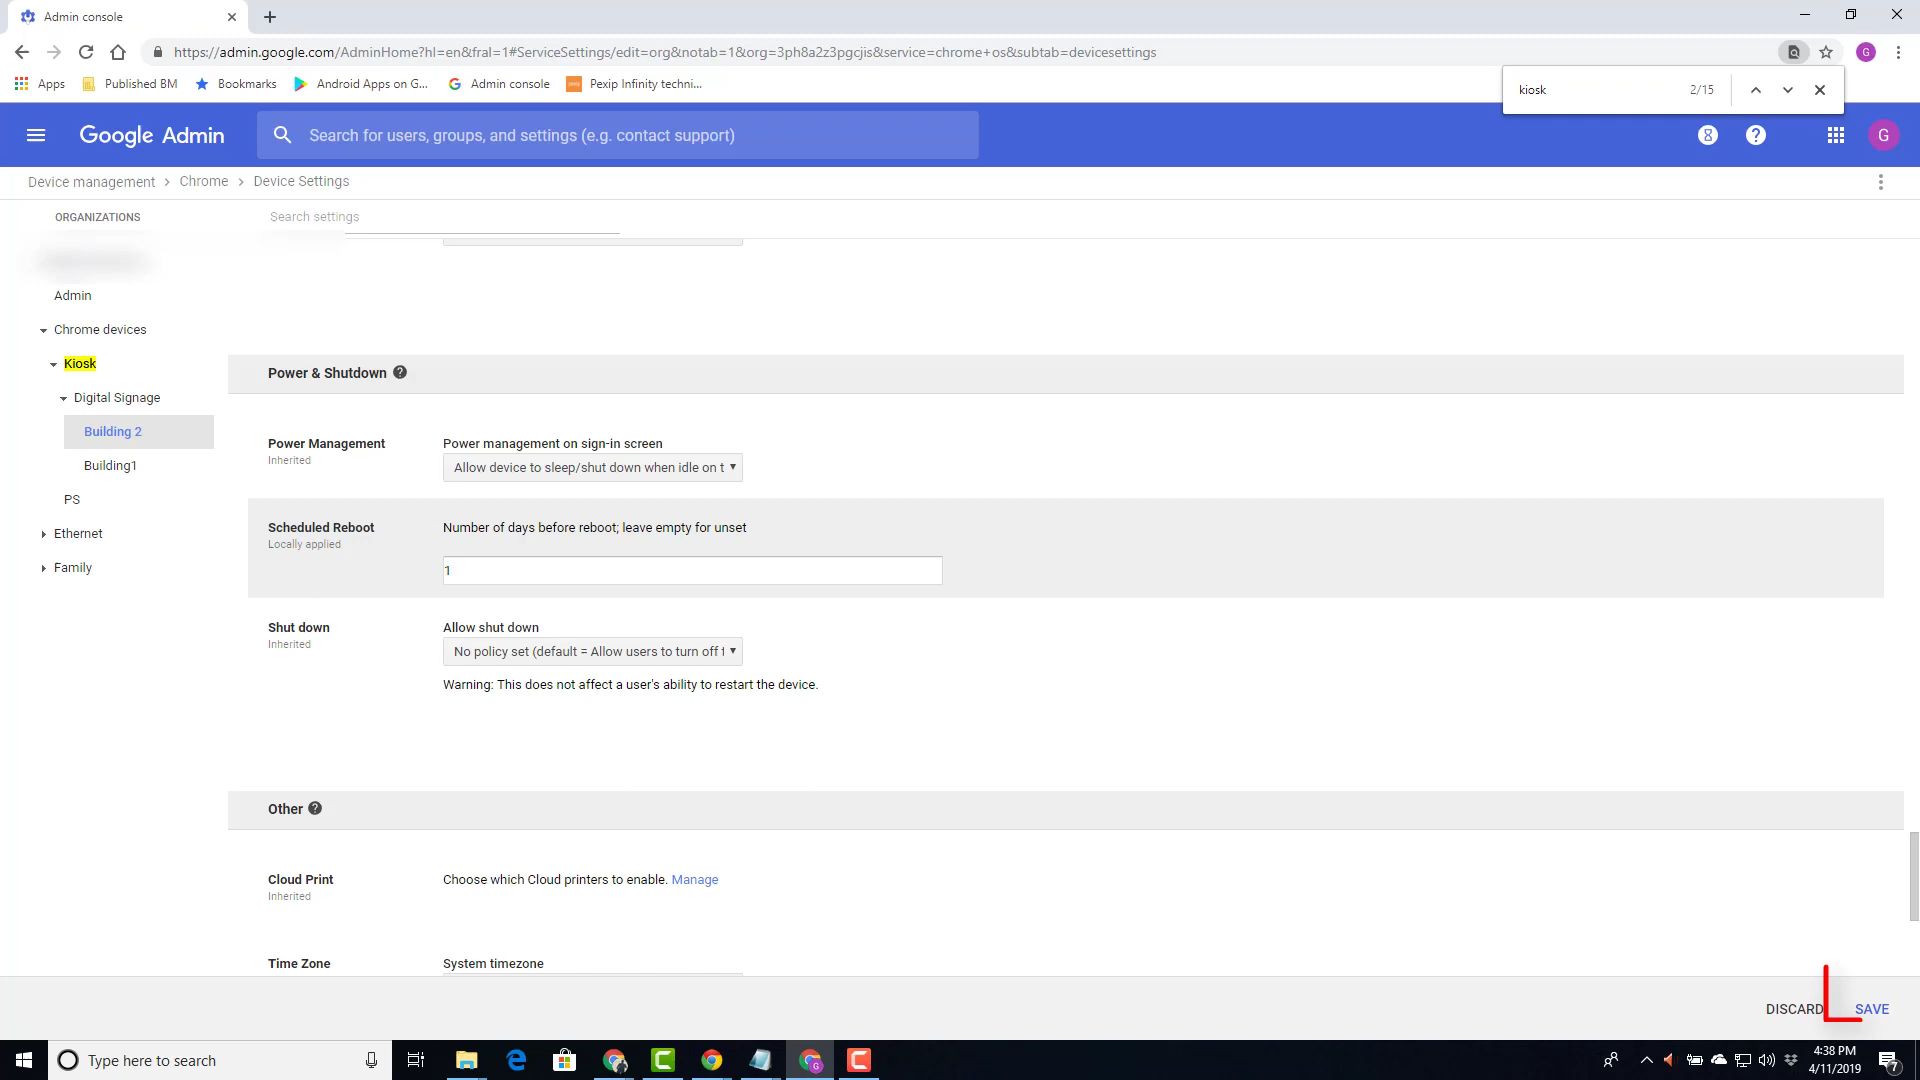 Admin console
https://admin.google.com/AdminHome?hl=en&fral=1#ServiceSettings/edit=org&notab=1&org=3ph8a2z3pgcjis&service=chrome+os&subtab=devicesettings
G
Apps
Published BM
Bookmarks
Android Apps on G...
Admin console
Pexip Infinity techni...
kiosk
2/15
Google Admin
Search for users, groups, and settings (e.g. contact support)
G
Device management > Chrome > Device Settings
ORGANIZATIONS
Search settings
Admin
Chrome devices
Kiosk
Digital Signage
Building 2
Building1
PS
Ethernet
Family
Power & Shutdown
Power Management
Inherited
Power management on sign-in screen
Allow device to sleep/shut down when idle on t
Scheduled Reboot
Locally applied
Number of days before reboot; leave empty for unset
1
Shut down
Inherited
Allow shut down
No policy set (default = Allow users to turn off t
Warning: This does not affect a user's ability to restart the device.
Other
Cloud Print
Inherited
Choose which Cloud printers to enable. Manage
Time Zone
System timezone
DISCARD
SAVE
Type here to search
4:38 PM
4/11/2019
7